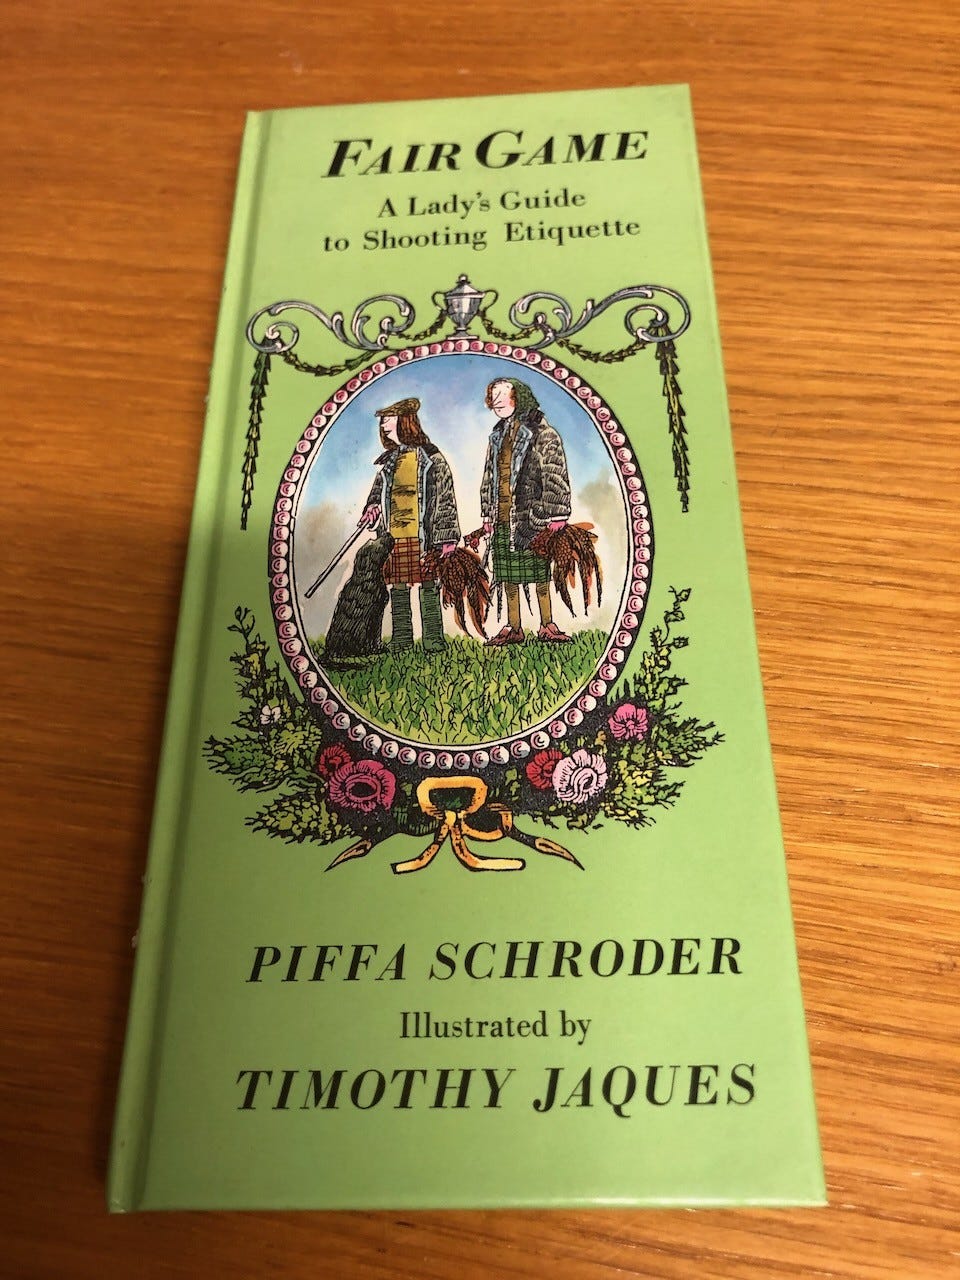 FAIR GAME
A Lady's Guide
to Shooting Etiquette
PIFFA SCHRODER
Illustrated by
TIMOTHY JAQUES